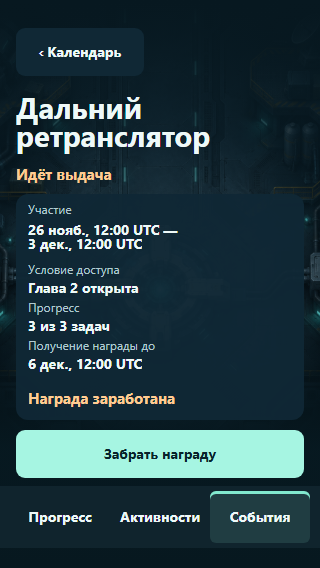 ‹ Календарь
Дальний
ретранслятор
Идёт выдача
Участие
26 нояб., 12:00 UTC —
3 дек., 12:00 UTC
Условие доступа
Глава 2 открыта
Прогресс
3 из 3 задач
Получение награды до
6 дек., 12:00 UTC
Награда заработана
Забрать награду
Прогресс
Активности
События